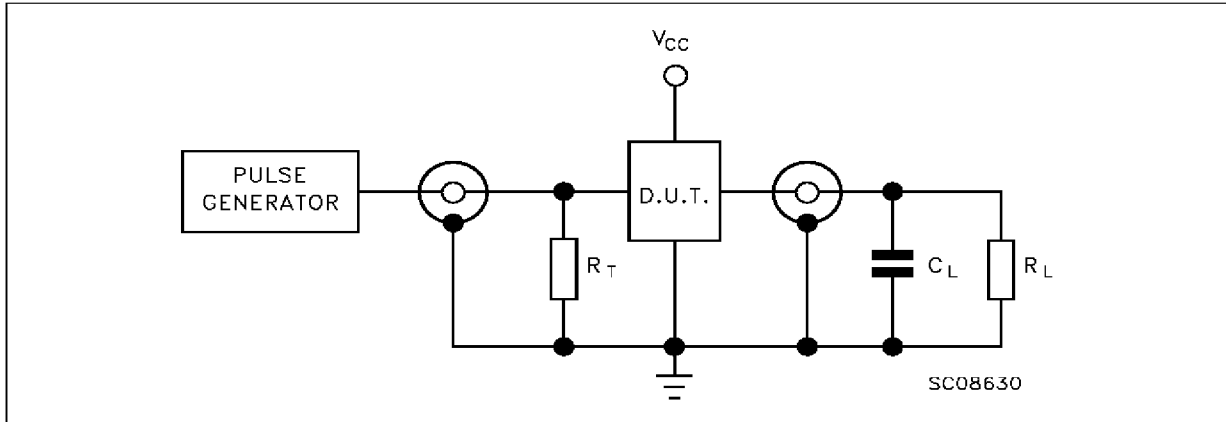 VCC
PULSE
GENERATOR
D.U.T.
RT
CL
RL
SC08630